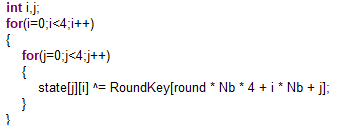 int i,j;
for(i=0;i<4;i++)
{
for(j=0;j<4;j++)
{
state[j][i] ^= RoundKey[round * Nb * 4 + i * Nb + j];
}
}